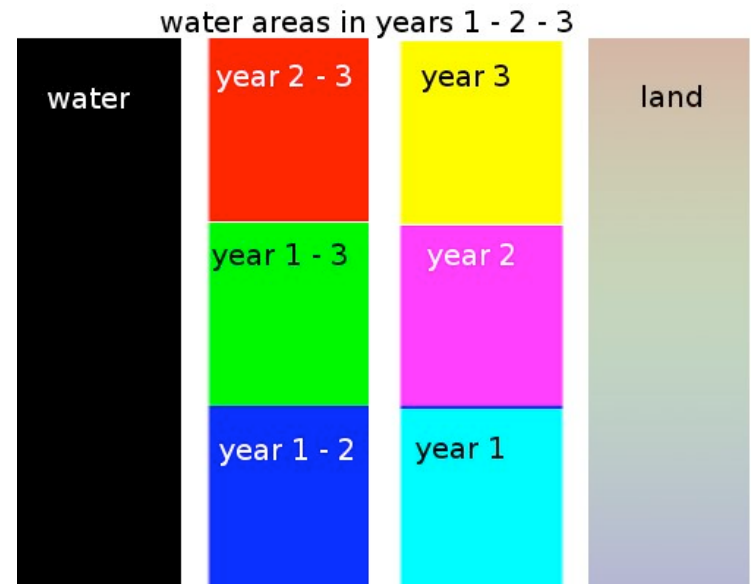 water areas in years 1 - 2 - 3
water
year 2 - 3
year 3
land
year 1 - 3
year 2
year 1 - 2
year 1